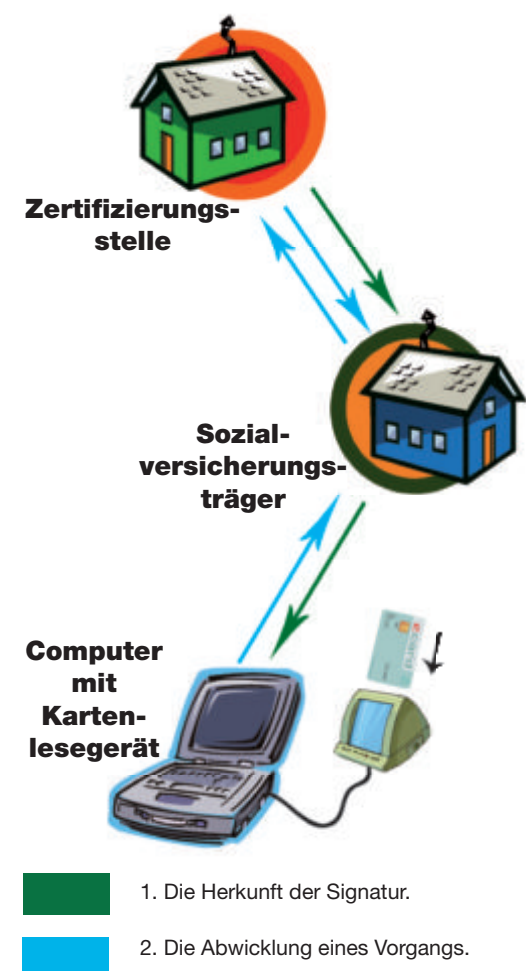 Zertifizierungs-
stelle
Sozial-
versicherungs-
träger
Computer
mit
Karten-
lesegerät
1. Die Herkunft der Signatur.
2. Die Abwicklung eines Vorgangs.